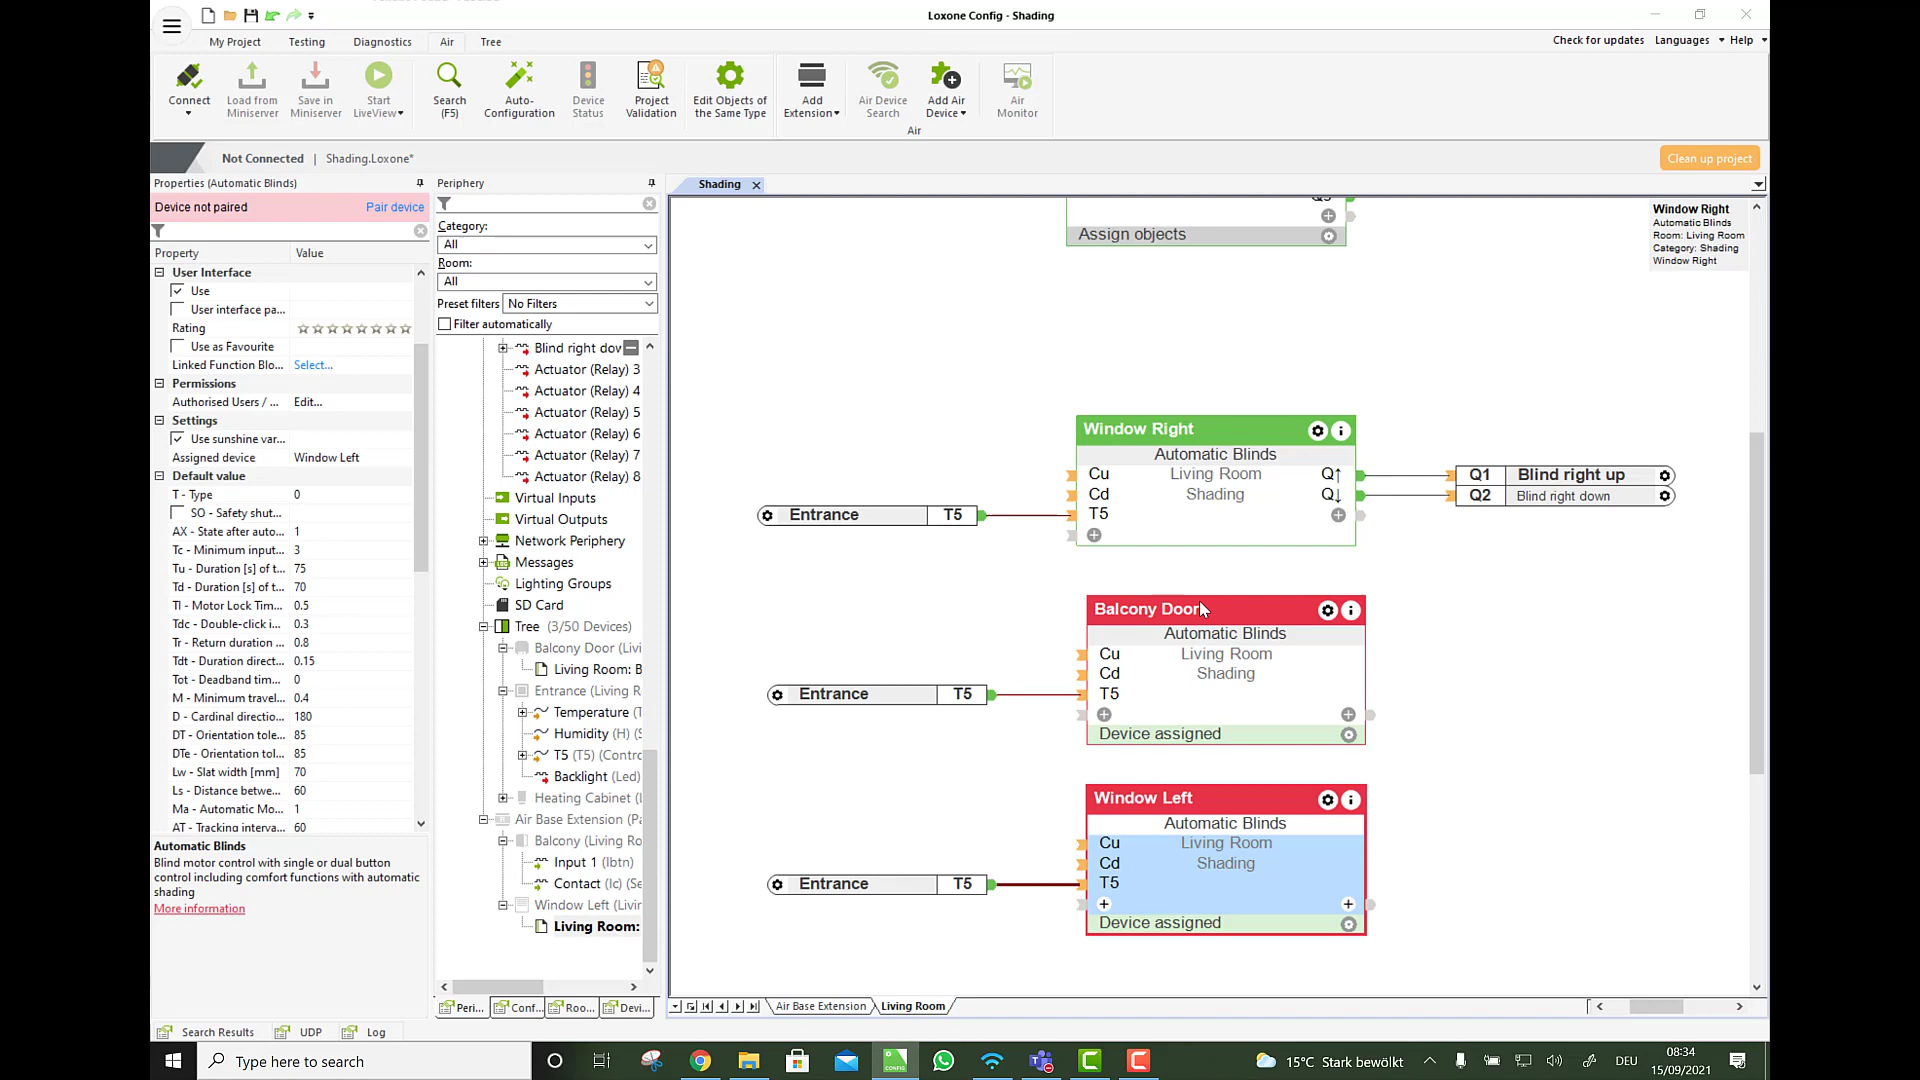 Loxone Config - Shading
My Project
Testing
Diagnostics
Air
Tree
Check for updates
Languages
Help
Connect
Load from
Miniserver
Save in
Miniserver
Start
LiveView
Search
(F5)
Auto-
Configuration
Device
Status
Project
Validation
Edit Objects of
the Same Type
Add
Extension
Air Device
Search
Add Air
Device
Air
Monitor
Air
Not Connected
Shading.Loxone*
Clean up project
Properties (Automatic Blinds)
Device not paired
Pair device
Property
Value
User Interface
Use
User interface pa...
Rating
Use as Favourite
Linked Function Blo...
Select...
Permissions
Authorised Users / ...
Edit...
Settings
Use sunshine var...
Assigned device
Window Left
Default value
T - Type
0
SO - Safety shut...
AX - State after auto...
1
Tc - Minimum input...
3
Tu - Duration [s] of t...
75
Td - Duration [s] of t...
70
Tl - Motor Lock Tim...
0.5
Tdc - Double-click i...
0.3
Tr - Return duration ...
0.8
Tdt - Duration direct...
0.15
Tot - Deadband tim...
0
M - Minimum travel...
0.4
D - Cardinal directio...
180
DT - Orientation tole...
85
DTe - Orientation tol...
85
Lw - Slat width [mm]
70
Ls - Distance betwe...
60
Ma - Automatic Mo...
1
AT - Tracking interva...
60
Automatic Blinds
Blind motor control with single or dual button
control including comfort functions with automatic
shading
More information
Periphery
Category:
All
Room:
All
Preset filters
No Filters
Filter automatically
Blind right dov
Actuator (Relay) 3
Actuator (Relay) 4
Actuator (Relay) 5
Actuator (Relay) 6
Actuator (Relay) 7
Actuator (Relay) 8
Virtual Inputs
Virtual Outputs
Network Periphery
Messages
Lighting Groups
SD Card
Tree (3/50 Devices)
Balcony Door (Livi
Living Room: B
Entrance (Living R
Temperature (T
Humidity (H) (S
T5 (T5) (Contrc
Backlight (Led)
Heating Cabinet (l
Air Base Extension (Pa
Balcony (Living Ro
Input 1 (Ibtn)
Contact (Ic) (Se
Window Left (Livin
Living Room:
Peri...
Conf...
Roo...
Devi...
Shading
Assign objects
Window Right
Automatic Blinds
Room: Living Room
Category: Shading
Window Right
Window Right
Automatic Blinds
Cu
Living Room
Q↑
Cd
Shading
Q↓
T5
Entrance
T5
Q1
Blind right up
Q2
Blind right down
Balcony Door
Automatic Blinds
Cu
Living Room
Cd
Shading
T5
Device assigned
Entrance
T5
Window Left
Automatic Blinds
Cu
Living Room
Cd
Shading
T5
Device assigned
Entrance
T5
Air Base Extension
Living Room
Search Results
UDP
Log
Type here to search
CONFIG
15°C Stark bewölkt
DEU
08:34
15/09/2021